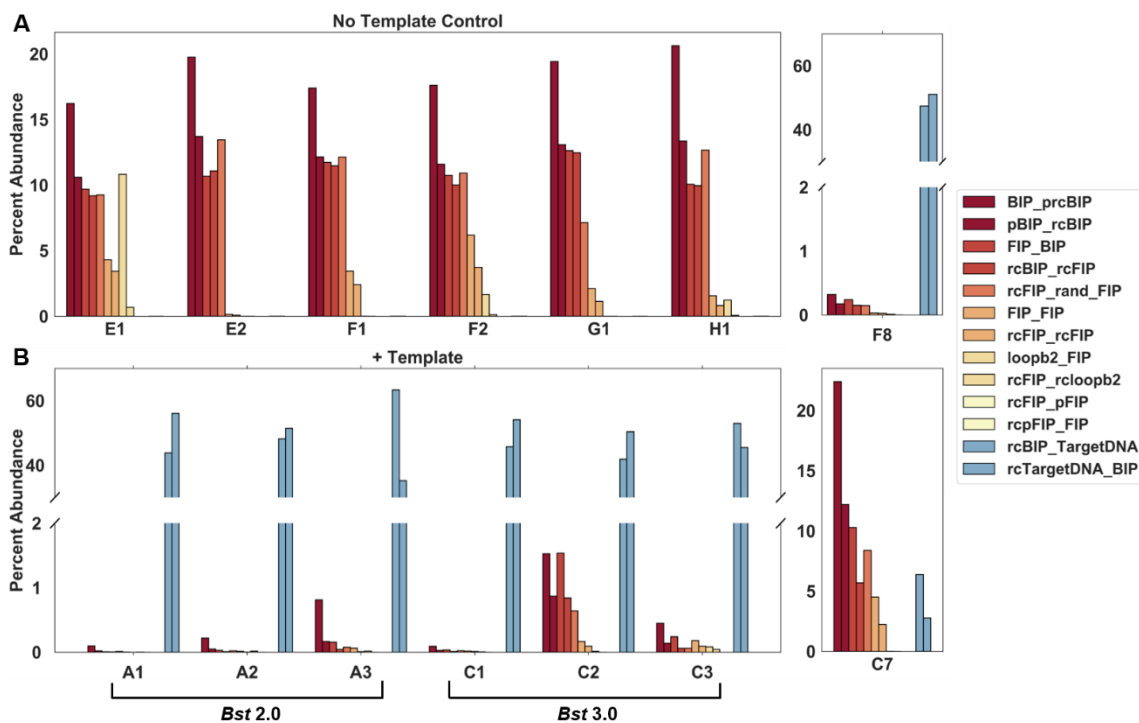 A
No Template Control
Percent Abundance
20
15
10
5
0
E1 E2 F1 F2 G1 H1
60
40
2
1
0
F8
BIP_prcBIP
pBIP_rcBIP
FIP_BIP
rcBIP_rcFIP
rcFIP_rand_FIP
FIP_FIP
rcFIP_rcFIP
loopb2_FIP
rcFIP_rcloopb2
rcFIP_pFIP
rcpFIP_FIP
rcBIP_TargetDNA
rcTargetDNA_BIP
B
+ Template
Percent Abundance
60
40
2
1
0
A1 A2 A3 C1 C2 C3
Bst 2.0 Bst 3.0
20
15
10
5
0
C7